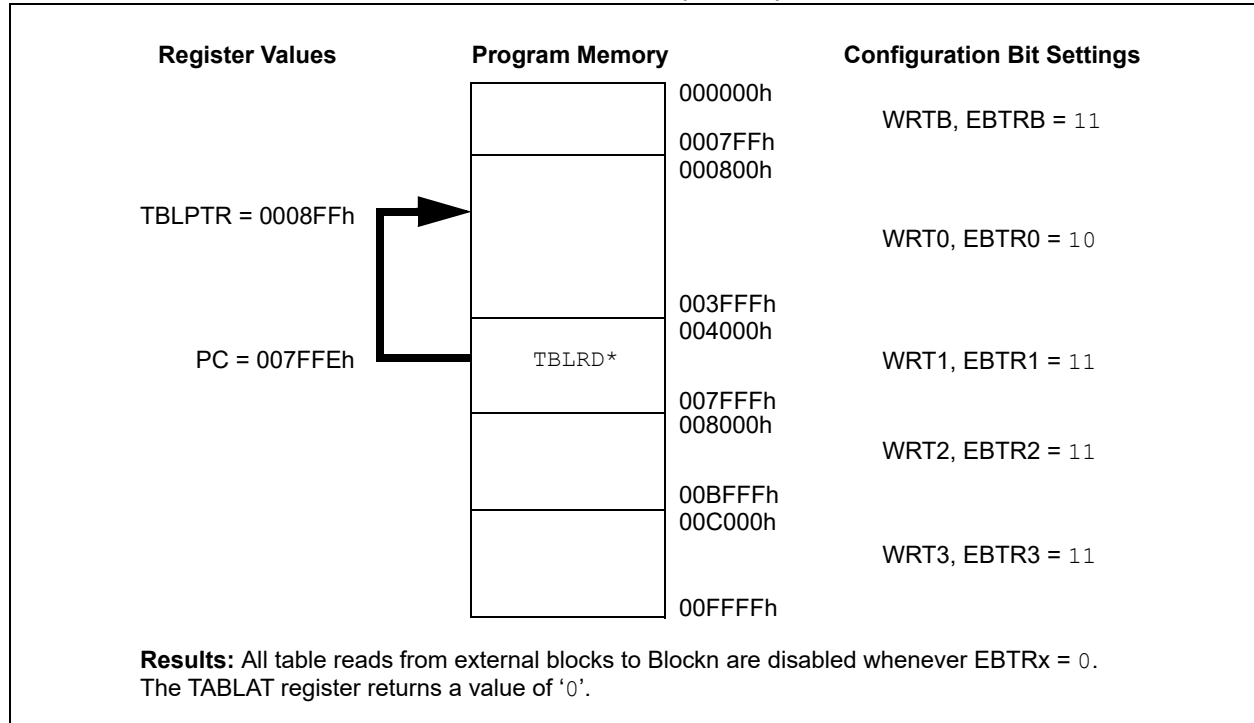 Register Values Program Memory Configuration Bit Settings
000000h
WRTB, EBTRB = 11
0007FFh
000800h
TBLPTR = 0008FFh
WRT0, EBTR0 = 10
003FFFh
004000h
PC = 007FFEh TBLRD* WRT1, EBTR1 = 11
007FFFh
008000h
WRT2, EBTR2 = 11
00BFFFh
00C000h
WRT3, EBTR3 = 11
00FFFFh
Results: All table reads from external blocks to Blockn are disabled whenever EBTRx = 0.
The TABLAT register returns a value of ‘0’.